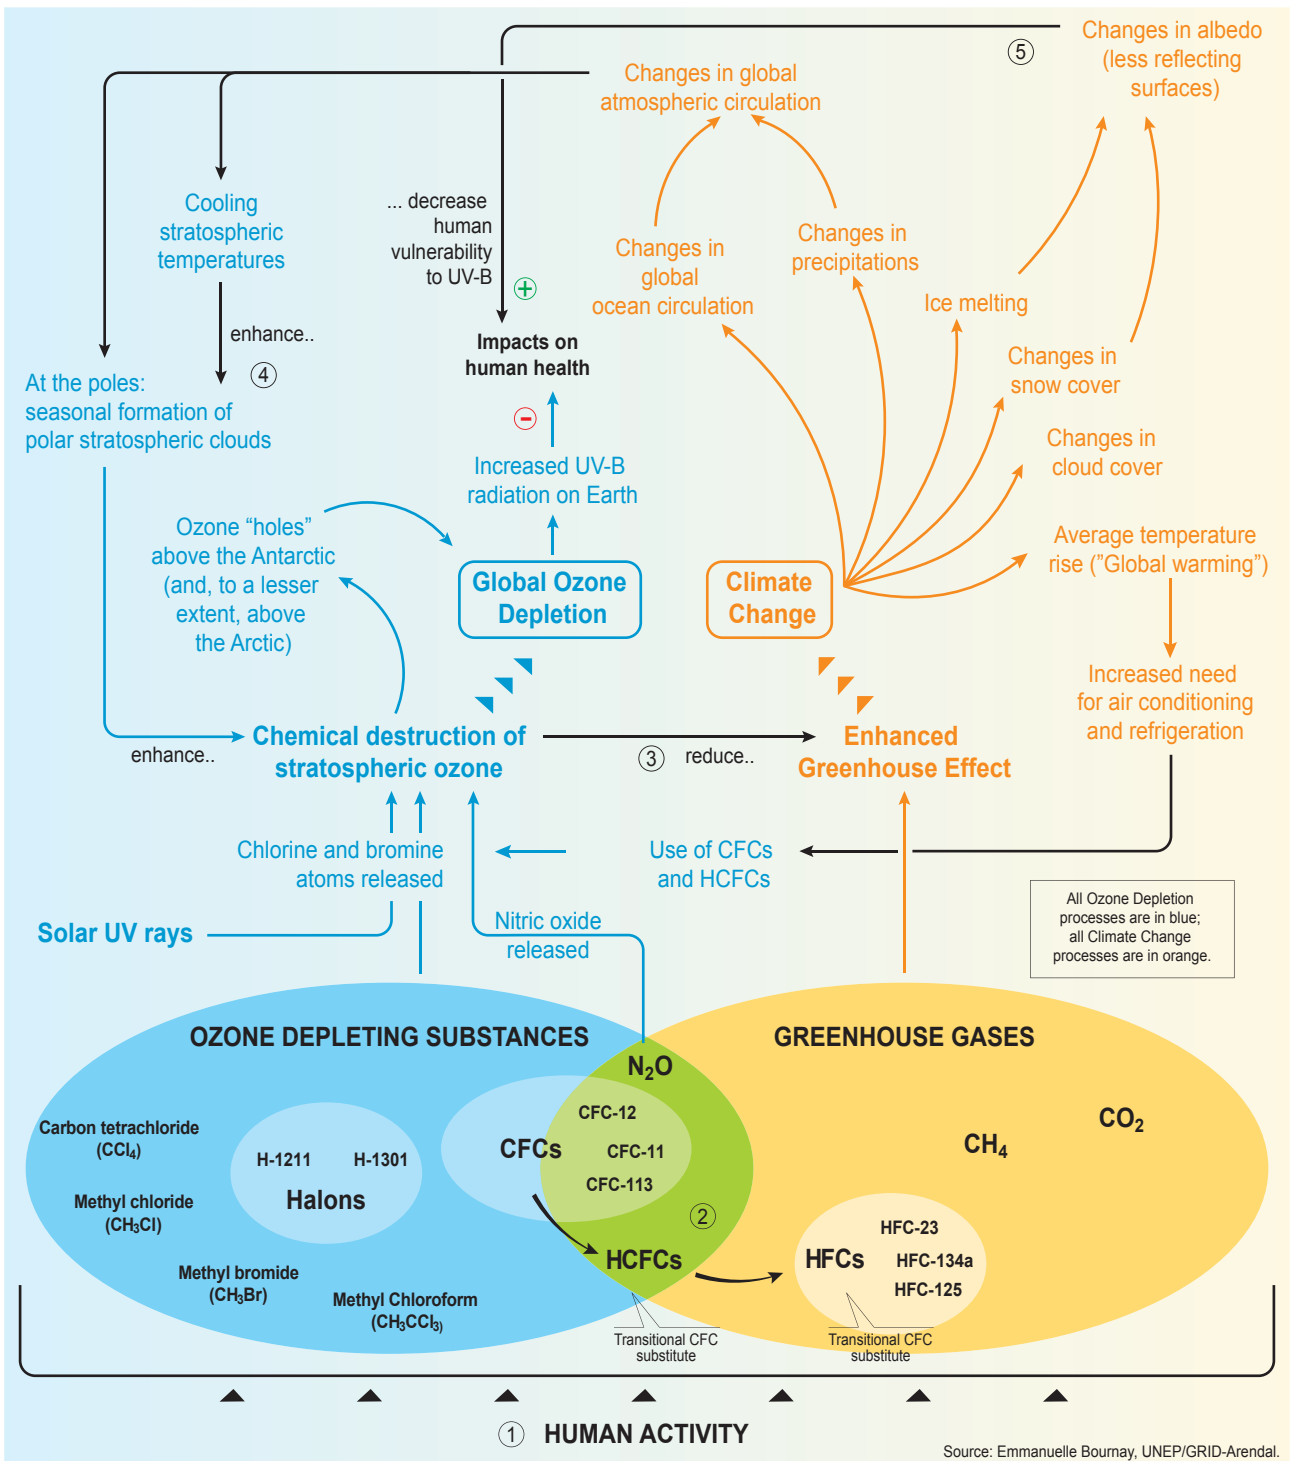 Changes in albedo
(less reflecting
surfaces)
5
Changes in global
atmospheric circulation
Cooling
stratospheric
temperatures
... decrease
human
vulnerability
to UV-B
+
Changes in
global
ocean circulation
Changes in
precipitations
Ice melting
enhance..
4
Impacts on
human health
Changes in
snow cover
At the poles:
seasonal formation of
polar stratospheric clouds
−
Changes in
cloud cover
Increased UV-B
radiation on Earth
Ozone “holes”
above the Antarctic
(and, to a lesser
extent, above
the Arctic)
Average temperature
rise (”Global warming”)
Global Ozone
Depletion
Climate
Change
Increased need
for air conditioning
and refrigeration
enhance..
Chemical destruction of
stratospheric ozone
3
reduce..
Enhanced
Greenhouse Effect
Chlorine and bromine
atoms released
Use of CFCs
and HCFCs
Solar UV rays
Nitric oxide
released
All Ozone Depletion
processes are in blue;
all Climate Change
processes are in orange.
OZONE DEPLETING SUBSTANCES
GREENHOUSE GASES
N₂O
Carbon tetrachloride
(CCl₄)
H-1211
H-1301
Halons
CFCs
CFC-12
CFC-11
CFC-113
CH₄
CO₂
Methyl chloride
(CH₃Cl)
2
Methyl bromide
(CH₃Br)
Methyl Chloroform
(CH₃CCl₃)
HCFCs
HFCs
HFC-23
HFC-134a
HFC-125
Transitional CFC
substitute
Transitional CFC
substitute
1
HUMAN ACTIVITY
Source: Emmanuelle Bournay, UNEP/GRID-Arendal.